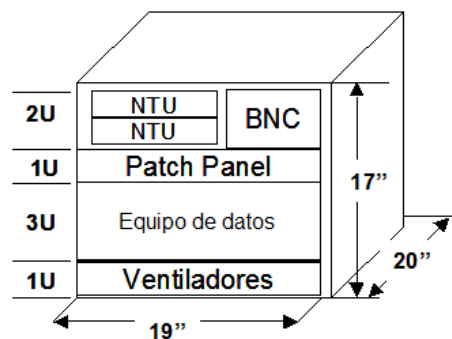 2U
NTU
NTU
BNC
1U
Patch Panel
17”
3U
Equipo de datos
20”
1U
Ventiladores
19”